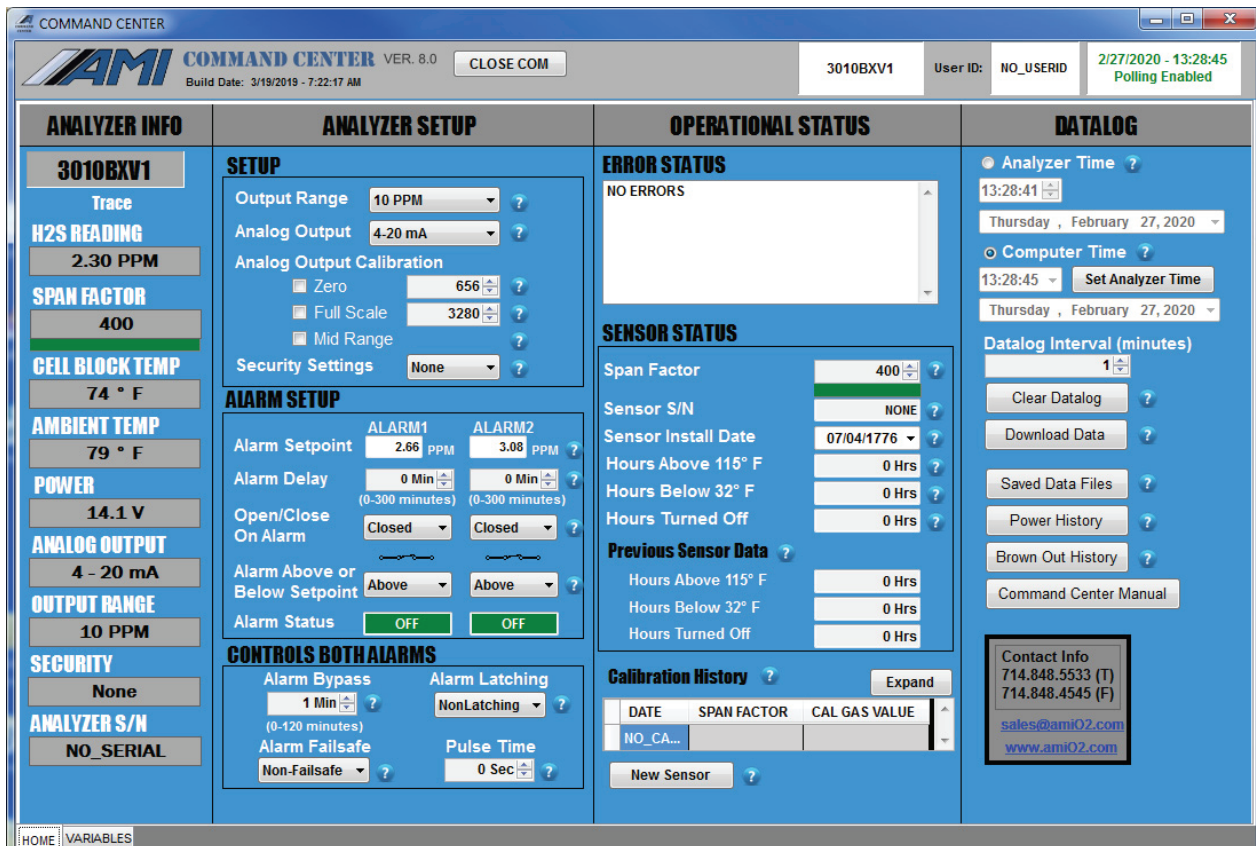 COMMAND CENTER
AMI
COMMAND CENTER VER. 8.0
Build Date: 3/19/2019 - 7:22:17 AM
CLOSE COM
3010BXV1
User ID:
NO_USERID
2/27/2020 - 13:28:45
Polling Enabled
ANALYZER INFO
3010BXV1
Trace
H2S READING
2.30 PPM
SPAN FACTOR
400
CELL BLOCK TEMP
74 ° F
AMBIENT TEMP
79 ° F
POWER
14.1 V
ANALOG OUTPUT
4 - 20 mA
OUTPUT RANGE
10 PPM
SECURITY
None
ANALYZER S/N
NO_SERIAL
ANALYZER SETUP
SETUP
Output Range 10 PPM ?
Analog Output 4-20 mA ?
Analog Output Calibration
Zero 656 ?
Full Scale 3280 ?
Mid Range ?
Security Settings None ?
ALARM SETUP
ALARM1 ALARM2
Alarm Setpoint 2.66 PPM 3.08 PPM ?
Alarm Delay 0 Min 0 Min ?
(0-300 minutes) (0-300 minutes)
Open/Close
On Alarm
Closed Closed ?
Alarm Above or
Below Setpoint
Above Above ?
Alarm Status OFF OFF
CONTROLS BOTH ALARMS
Alarm Bypass Alarm Latching
1 Min ? NonLatching ?
(0-120 minutes)
Alarm Failsafe Pulse Time
Non-Failsafe ? 0 Sec ?
OPERATIONAL STATUS
ERROR STATUS
NO ERRORS
SENSOR STATUS
Span Factor 400 ?
Sensor S/N NONE ?
Sensor Install Date 07/04/1776 ?
Hours Above 115° F 0 Hrs ?
Hours Below 32° F 0 Hrs ?
Hours Turned Off 0 Hrs ?
Previous Sensor Data ?
Hours Above 115° F 0 Hrs
Hours Below 32° F 0 Hrs
Hours Turned Off 0 Hrs
Calibration History ? Expand
DATE SPAN FACTOR CAL GAS VALUE
NO_CA...
New Sensor ?
DATALOG
Analyzer Time ?
13:28:41
Thursday , February 27, 2020
Computer Time ?
13:28:45 Set Analyzer Time
Thursday , February 27, 2020
Datalog Interval (minutes)
1
Clear Datalog ?
Download Data ?
Saved Data Files ?
Power History ?
Brown Out History ?
Command Center Manual
Contact Info
714.848.5533 (T)
714.848.4545 (F)
sales@amiO2.com
www.amiO2.com
HOME VARIABLES